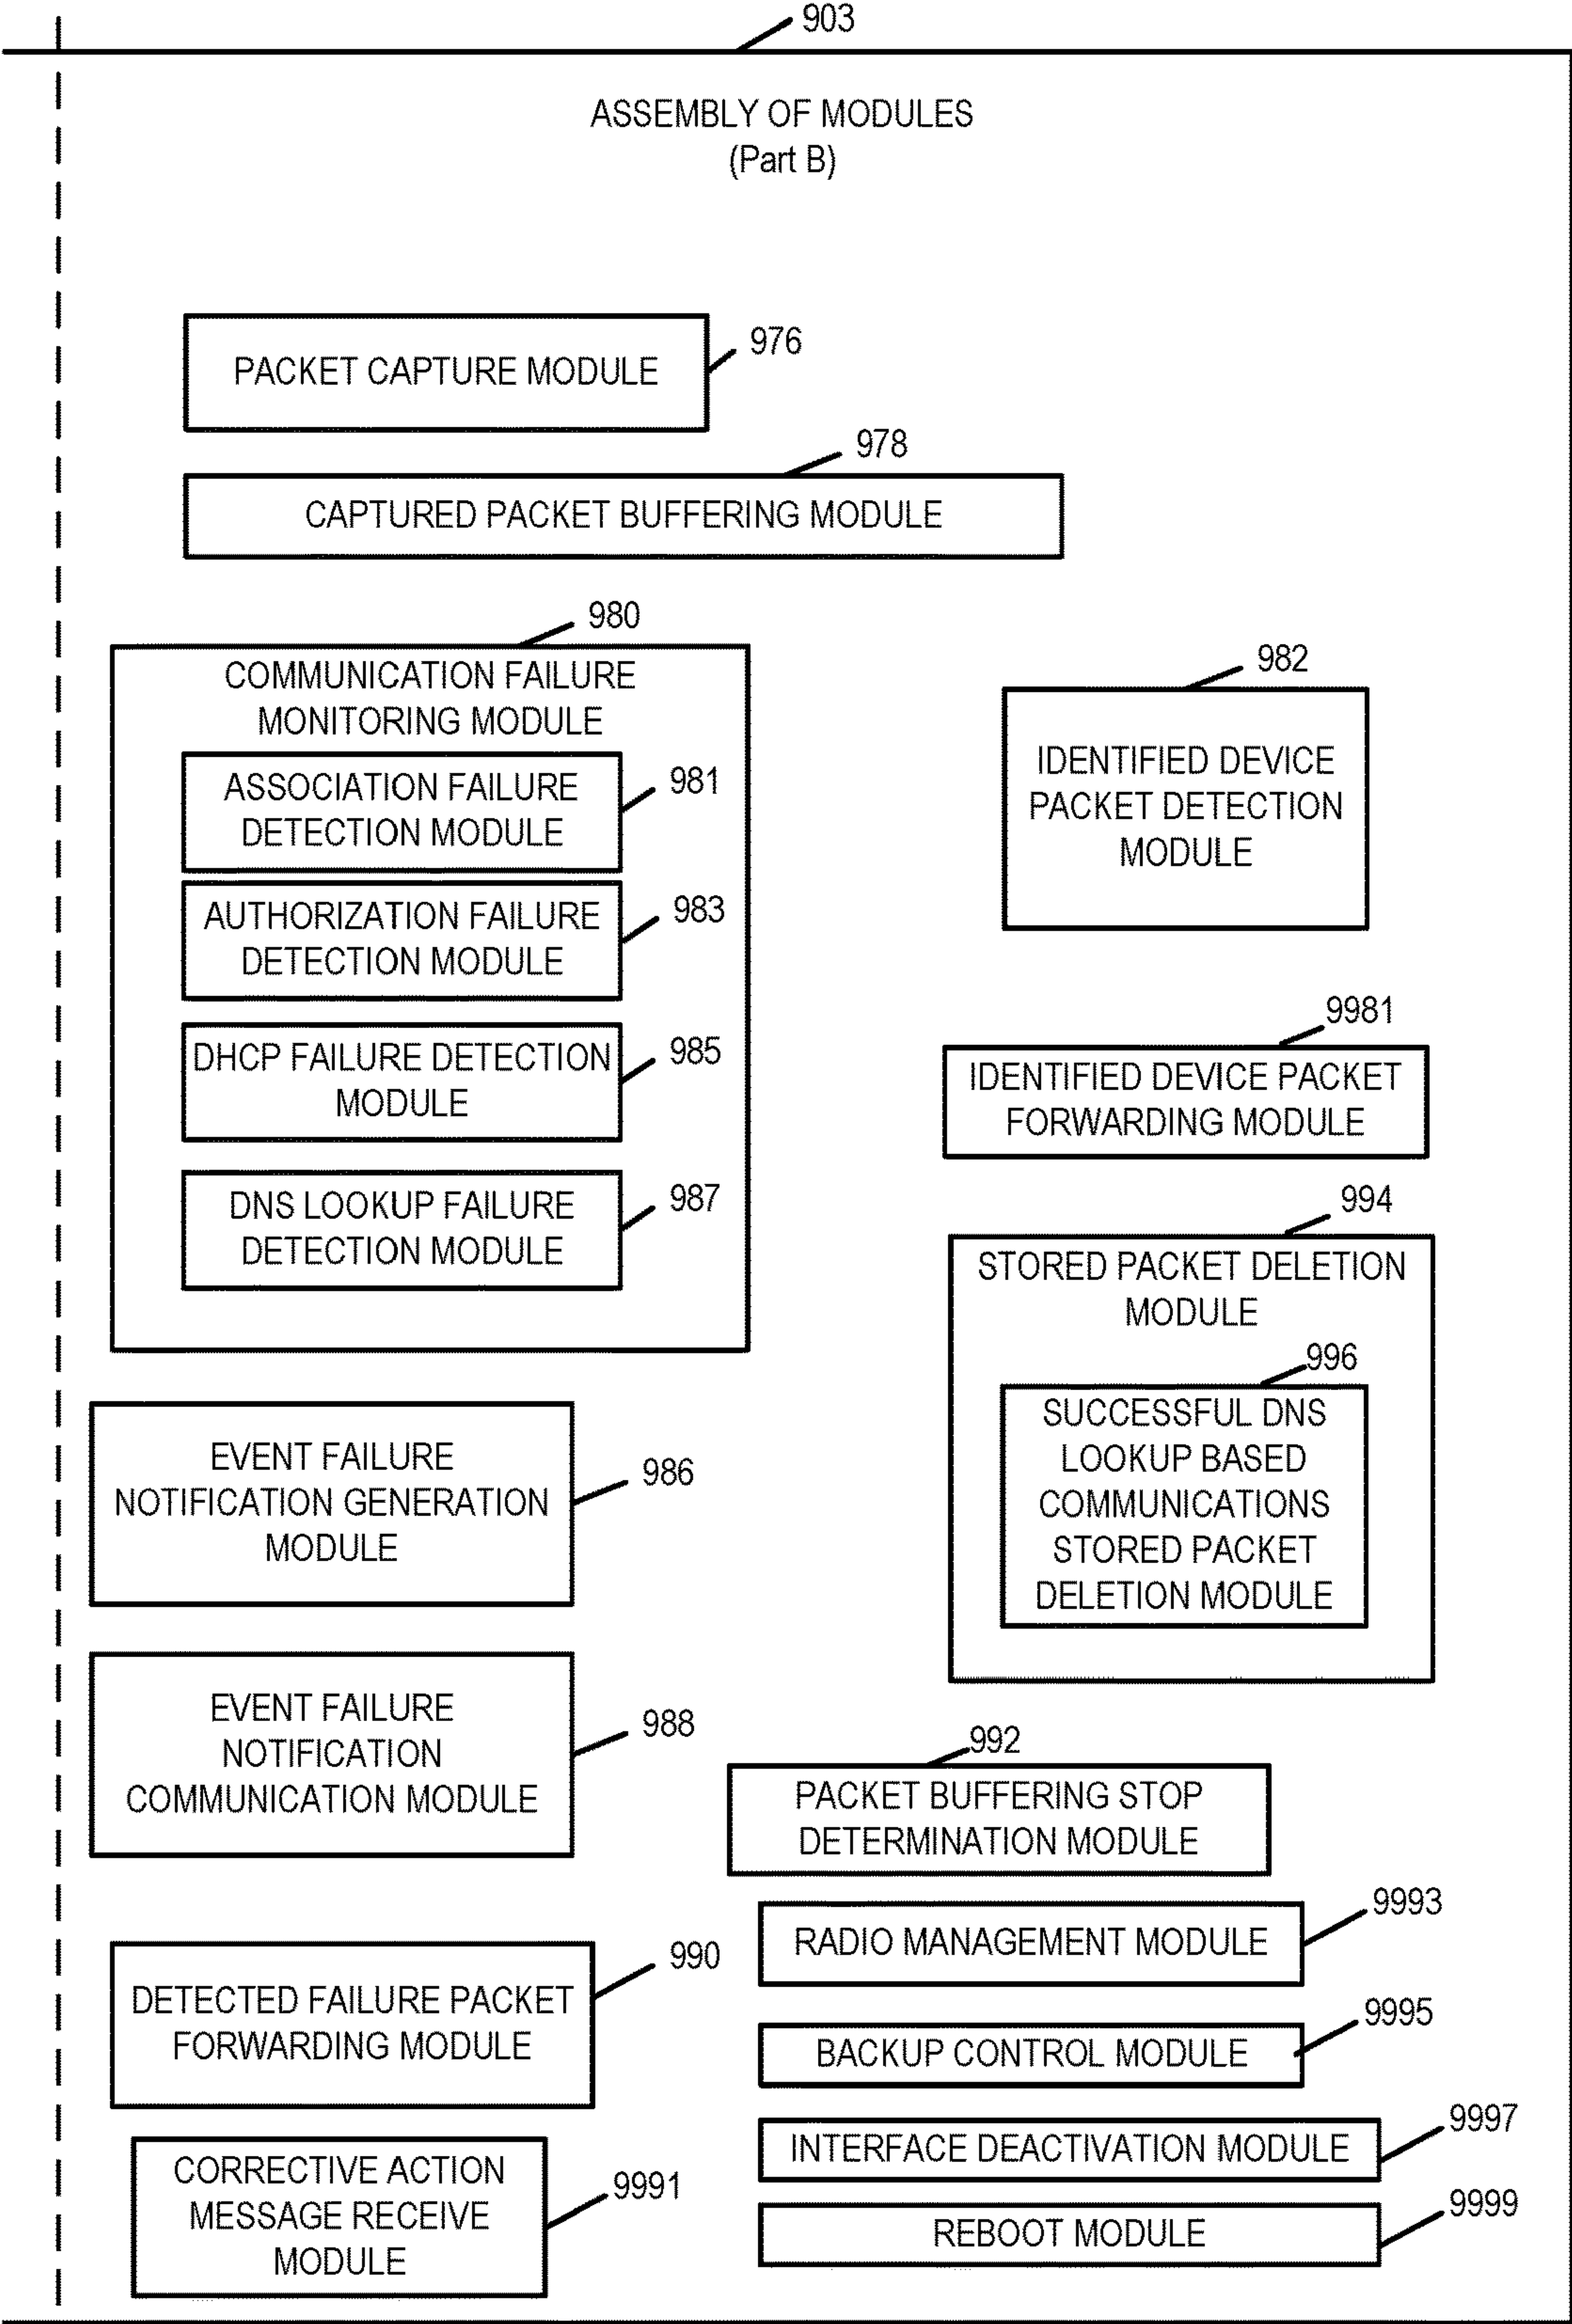 903
ASSEMBLY OF MODULES
(Part B)
976
PACKET CAPTURE MODULE
978
CAPTURED PACKET BUFFERING MODULE
980
COMMUNICATION FAILURE
MONITORING MODULE
ASSOCIATION FAILURE
DETECTION MODULE
981
AUTHORIZATION FAILURE
DETECTION MODULE
983
DHCP FAILURE DETECTION
MODULE
985
DNS LOOKUP FAILURE
DETECTION MODULE
987
982
IDENTIFIED DEVICE
PACKET DETECTION
MODULE
9981
IDENTIFIED DEVICE PACKET
FORWARDING MODULE
994
STORED PACKET DELETION
MODULE
996
SUCCESSFUL DNS
LOOKUP BASED
COMMUNICATIONS
STORED PACKET
DELETION MODULE
EVENT FAILURE
NOTIFICATION GENERATION
MODULE
986
EVENT FAILURE
NOTIFICATION
COMMUNICATION MODULE
988
992
PACKET BUFFERING STOP
DETERMINATION MODULE
9993
RADIO MANAGEMENT MODULE
990
DETECTED FAILURE PACKET
FORWARDING MODULE
9995
BACKUP CONTROL MODULE
9997
INTERFACE DEACTIVATION MODULE
CORRECTIVE ACTION
MESSAGE RECEIVE
MODULE
9991
9999
REBOOT MODULE